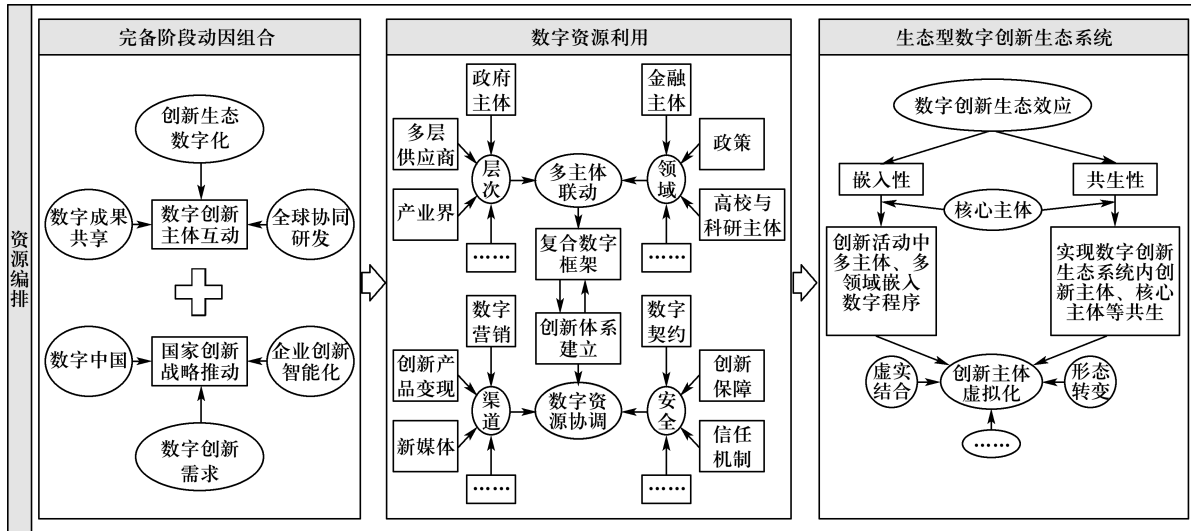 资源编排
完备阶段动因组合
创新生态
数字化
数字成果
共享
数字创新
主体互动
全球协同
研发
数字中国
国家创新
战略推动
企业创新
智能化
数字创新
需求
数字资源利用
政府
主体
金融
主体
多层
供应商
层次
多主体
联动
领域
政策
产业界
高校与
科研主体
……
……
复合数字
框架
数字
营销
创新体系
建立
数字
契约
创新产
品变现
渠道
数字资
源协调
安全
创新
保障
新媒体
信任
机制
……
……
生态型数字创新生态系统
数字创新生态效应
嵌入性
共生性
核心主体
创新活动中
多主体、多
领域嵌入
数字程序
实现数字创新
生态系统内创
新主体、核心
主体等共生
虚实
结合
创新主体
虚拟化
形态
转变
……